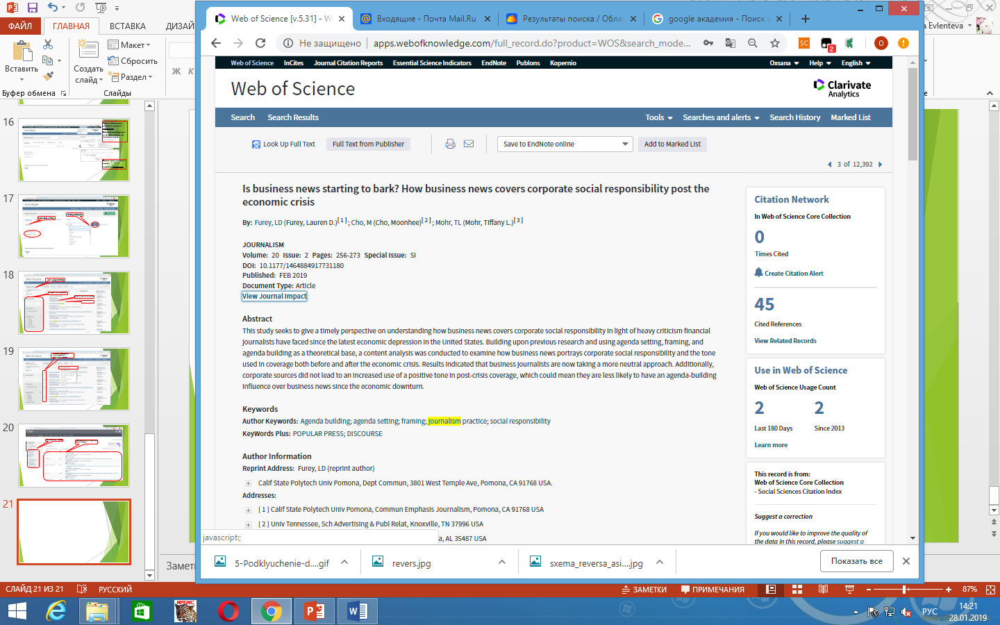 ФАЙЛ
ГЛАВНАЯ
ВСТАВКА
ДИЗАЙ
Evlenteva
Вставить
Макет
Сбросить
Раздел
Создать
слайд
Ж К
Буфер обмена
Слайды
16
17
18
19
20
21
Web of Science [v.5.31] - W
Входящие - Почта Mail.Ru
Результаты поиска / Обла
google академия - Поиск
Не защищено
apps.webofknowledge.com/full_record.do?product=WOS&search_mode...
SC
2
O
Web of Science InCites Journal Citation Reports Essential Science Indicators EndNote Publons Kopernio
Oxsana Help English
Web of Science
Clarivate
Analytics
Search Search Results
Tools Searches and alerts Search History Marked List
Look Up Full Text
Full Text from Publisher
Save to EndNote online
Add to Marked List
3 of 12,392
Is business news starting to bark? How business news covers corporate social responsibility post the
economic crisis
By: Furey, LD (Furey, Lauren D.)[1]; Cho, M (Cho, Moonhee)[2]; Mohr, TL (Mohr, Tiffany L.)[3]
JOURNALISM
Volume: 20 Issue: 2 Pages: 256-273 Special Issue: SI
DOI: 10.1177/1464884917731180
Published: FEB 2019
Document Type: Article
View Journal Impact
Abstract
This study seeks to give a timely perspective on understanding how business news covers corporate social responsibility in light of heavy criticism financial
journalists have faced since the latest economic depression in the United States. Building upon previous research and using agenda setting, framing, and
agenda building as a theoretical base, a content analysis was conducted to examine how business news portrays corporate social responsibility and the tone
used in coverage both before and after the economic crisis. Results indicated that business journalists are now taking a more neutral approach. Additionally,
corporate sources did not lead to an increased use of a positive tone in post-crisis coverage, which could mean they are less likely to have an agenda-building
influence over business news since the economic downturn.
Keywords
Author Keywords: Agenda building; agenda setting; framing; journalism practice; social responsibility
KeyWords Plus: POPULAR PRESS; DISCOURSE
Author Information
Reprint Address: Furey, LD (reprint author)
Calif State Polytech Univ Pomona, Dept Commun, 3801 West Temple Ave, Pomona, CA 91768 USA.
Addresses:
[ 1 ] Calif State Polytech Univ Pomona, Commun Emphasis Journalism, Pomona, CA 91768 USA
[ 2 ] Univ Tennessee, Sch Advertising & Publ Relat, Knoxville, TN 37996 USA
a, AL 35487 USA
javascript:;
Citation Network
In Web of Science Core Collection
0
Times Cited
Create Citation Alert
45
Cited References
View Related Records
Use in Web of Science
Web of Science Usage Count
2 2
Last 180 Days Since 2013
Learn more
This record is from:
Web of Science Core Collection
- Social Sciences Citation Index
Suggest a correction
If you would like to improve the quality of
the data in this record, please suggest a
5-Podklyuchenie-d....gif
revers.jpg
sxema_reversa_asi....jpg
Показать все
Заметі
СЛАЙД 21 ИЗ 21
РУССКИЙ
ЗАМЕТКИ
ПРИМЕЧАНИЯ
87%
ИРБИС
РУС
14:21
28.01.2019